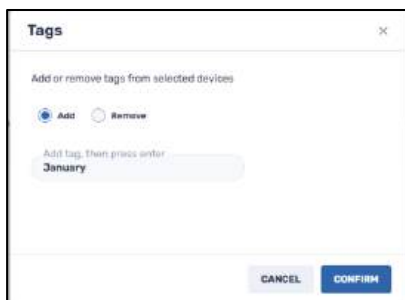 Tags
×
Add or remove tags from selected devices
Add Remove
Add tag, then press enter
January
CANCEL CONFIRM